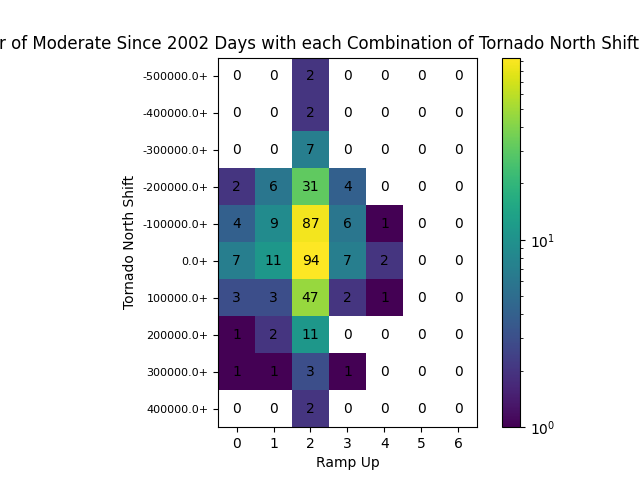 r of Moderate Since 2002 Days with each Combination of Tornado North Shift
-500000.0+ 0 0 2 0 0 0 0
-400000.0+ 0 0 2 0 0 0 0
-300000.0+ 0 0 7 0 0 0 0
-200000.0+ 2 6 31 4 0 0 0
-100000.0+ 4 9 87 6 1 0 0
0.0+ 7 11 94 7 2 0 0
100000.0+ 3 3 47 2 1 0 0
200000.0+ 1 2 11 0 0 0 0
300000.0+ 1 1 3 1 0 0 0
400000.0+ 0 0 2 0 0 0 0
0 1 2 3 4 5 6
Ramp Up
Tornado North Shift
10^1
10^0